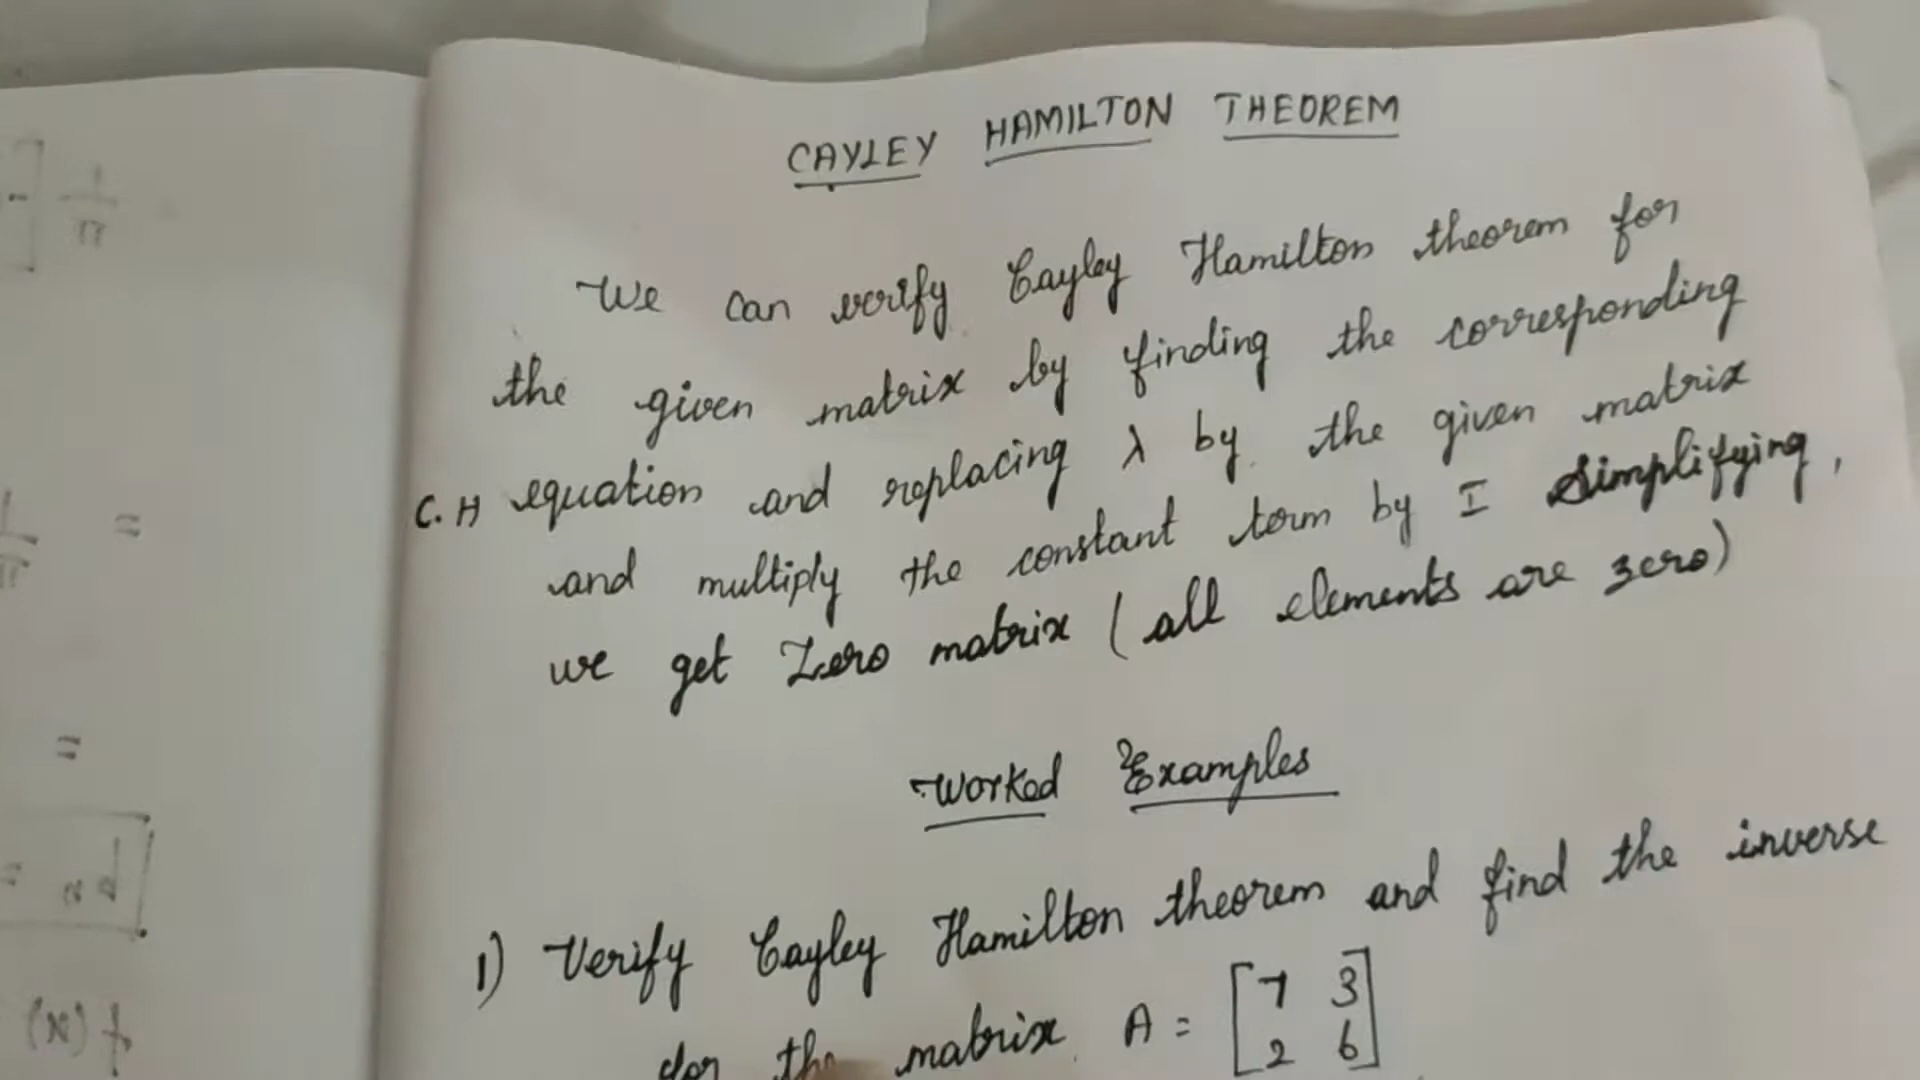 CAYLEY HAMILTON THEOREM
We can verify Cayley Hamilton theorem for
the given matrix by finding the corresponding
C.H equation and replacing λ by the given matrix
and multiply the constant term by I Simplifying,
we get Zero matrix (all elements are zero)
Worked Examples
1) Verify Cayley Hamilton theorem and find the inverse
for the matrix A = [7 3
2 6]